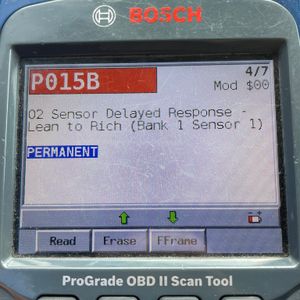 BOSCH
P015B 4/7
Mod $00
O2 Sensor Delayed Response -
Lean to Rich (Bank 1 Sensor 1)
PERMANENT
Read Erase FFrame
ProGrade OBD II Scan Tool